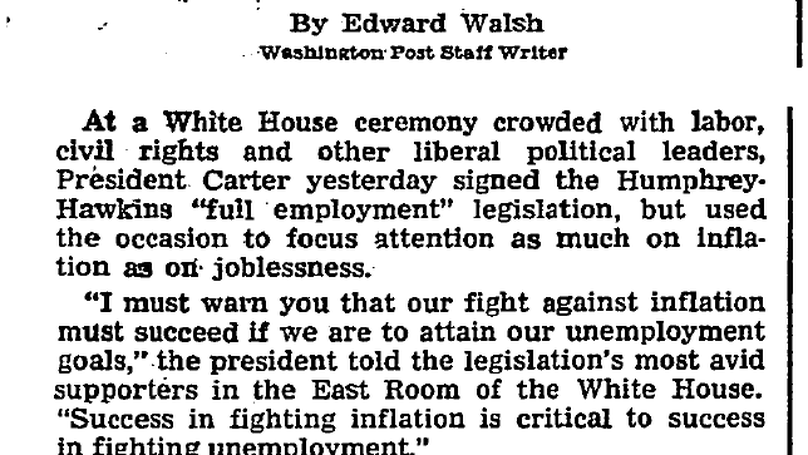 By Edward Walsh
Washington Post Staff Writer
At a White House ceremony crowded with labor,
civil rights and other liberal political leaders,
President Carter yesterday signed the Humphrey-
Hawkins “full employment” legislation, but used
the occasion to focus attention as much on infla-
tion as on joblessness.
“I must warn you that our fight against inflation
must succeed if we are to attain our unemployment
goals,” the president told the legislation’s most avid
supporters in the East Room of the White House.
“Success in fighting inflation is critical to success
in fighting unemployment.”